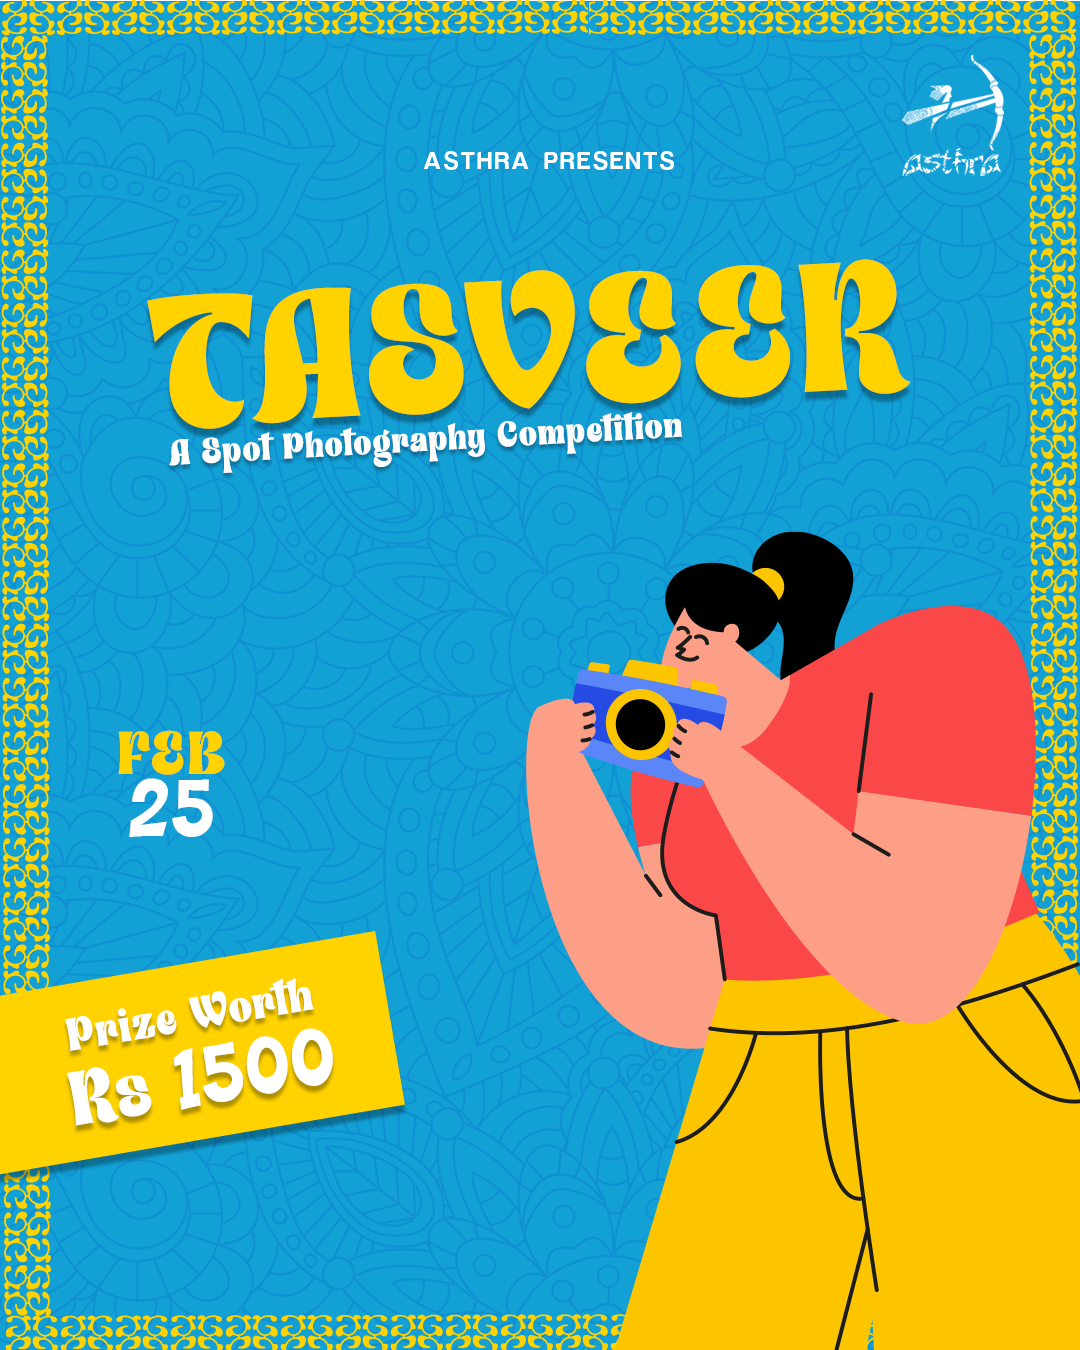 ASTHRA PRESENTS
asthra
TASVEER
A Spot Photography Competition
FEB
25
Prize Worth
Rs 1500